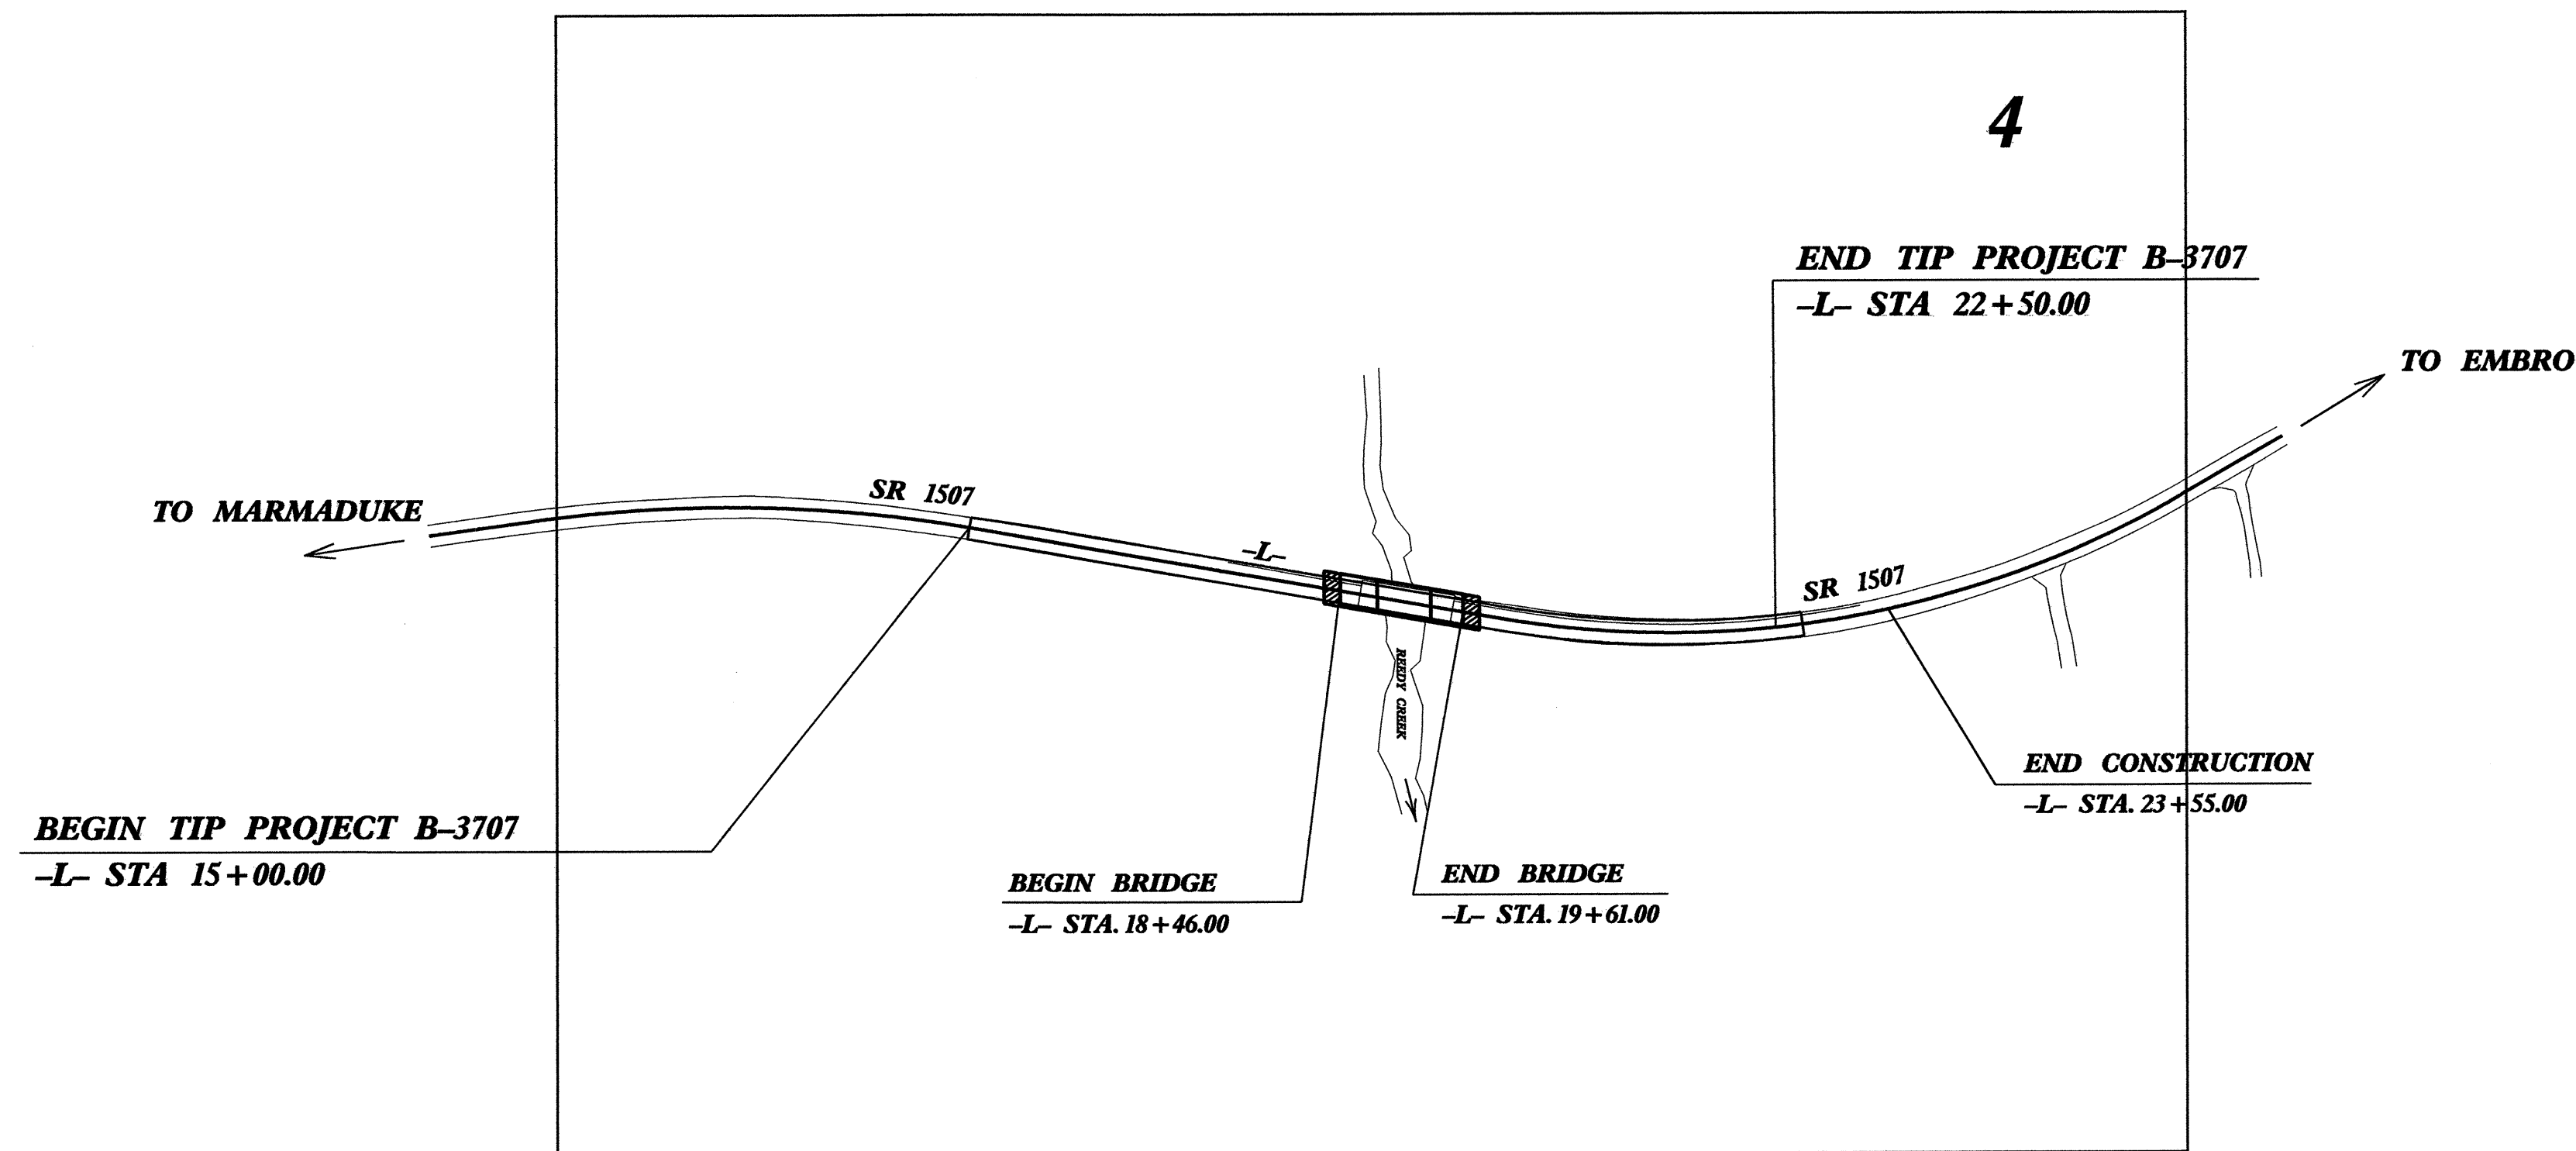 4
END TIP PROJECT B–3707
–L– STA 22+50.00
TO EMBRO
TO MARMADUKE
SR 1507
–L–
SR 1507
REEDY CREEK
END CONSTRUCTION
–L– STA. 23+55.00
BEGIN TIP PROJECT B–3707
–L– STA 15+00.00
BEGIN BRIDGE
–L– STA. 18+46.00
END BRIDGE
–L– STA. 19+61.00